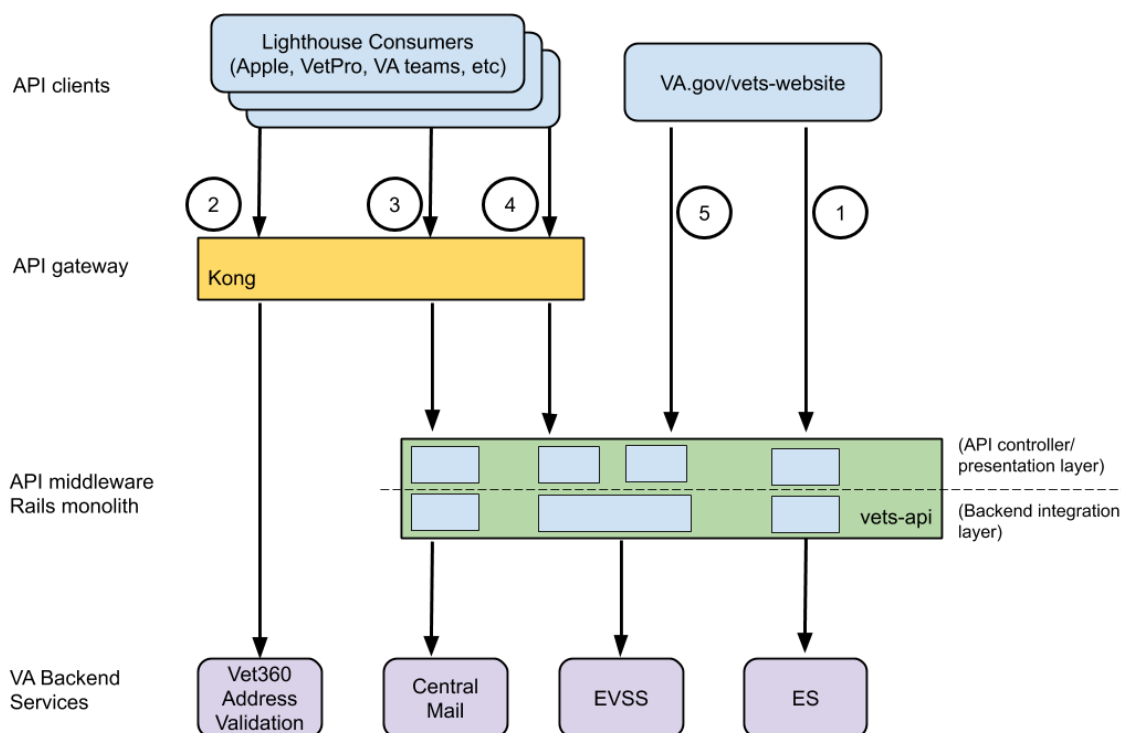 Lighthouse Consumers
(Apple, VetPro, VA teams, etc)
API clients
VA.gov/vets-website
2
3
4
5
1
API gateway
Kong
(API controller/
presentation layer)
API middleware
Rails monolith
vets-api
(Backend integration
layer)
VA Backend
Services
Vet360
Address
Validation
Central
Mail
EVSS
ES